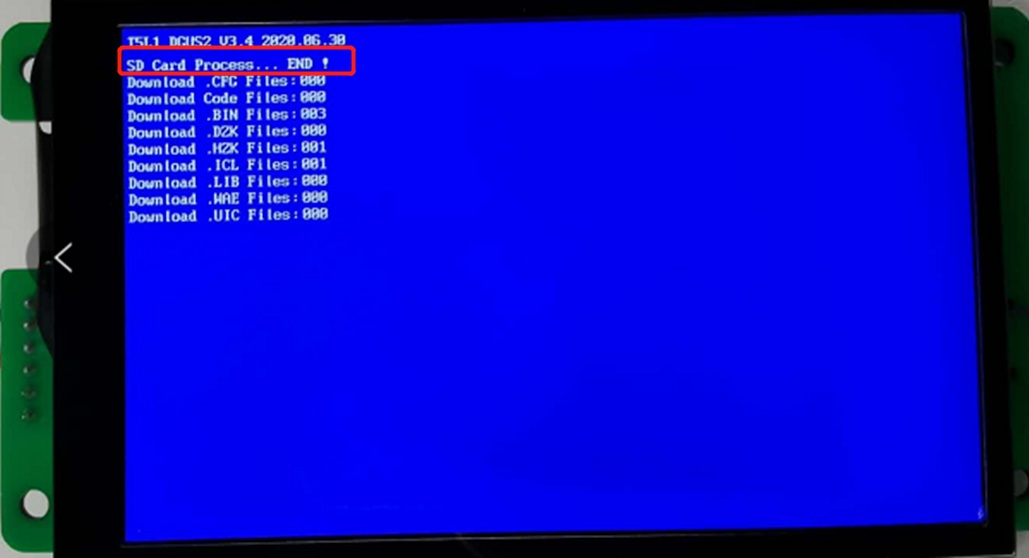 T5L1 DGUS2 V3.4 2020.06.30
SD Card Process... END !
Download .CFG Files:000
Download Code Files:000
Download .BIN Files:003
Download .DZK Files:000
Download .HZK Files:001
Download .ICL Files:001
Download .LIB Files:000
Download .WAE Files:000
Download .UIC Files:000